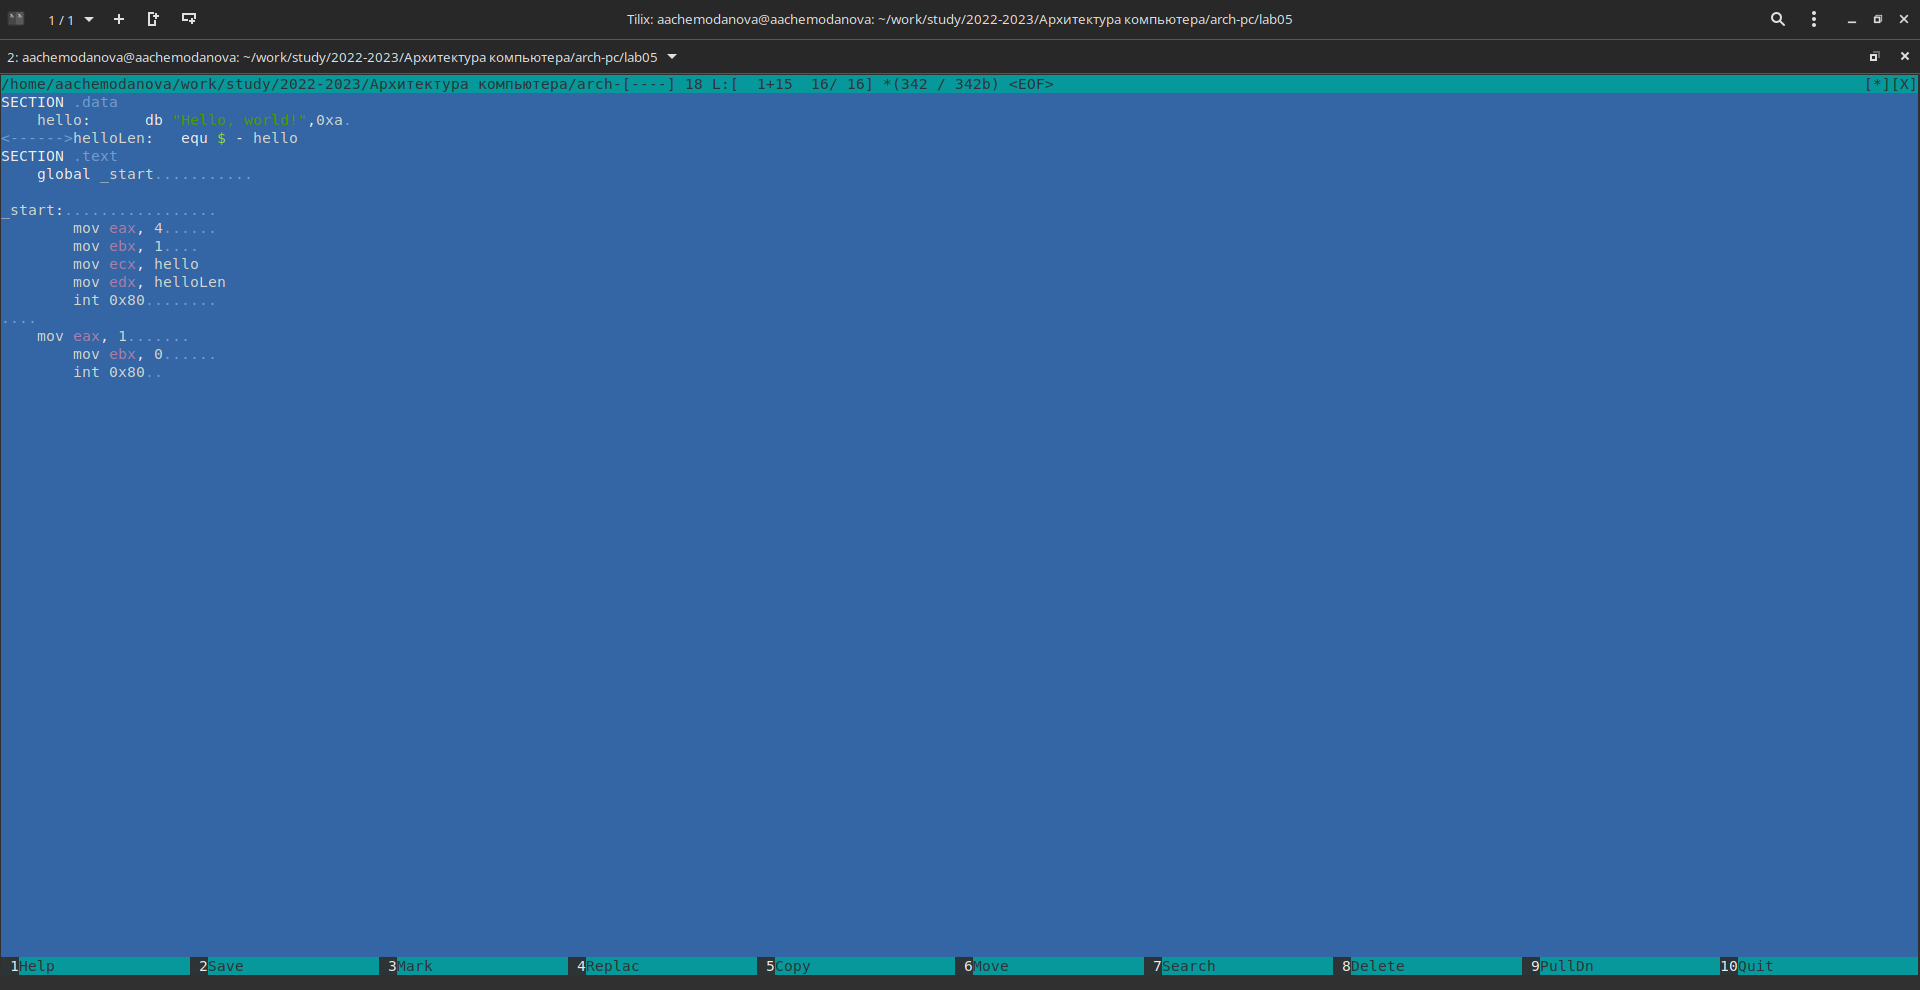 1 / 1
Tilix: aachemodanova@aachemodanova: ~/work/study/2022-2023/Архитектура компьютера/arch-pc/lab05
2: aachemodanova@aachemodanova: ~/work/study/2022-2023/Архитектура компьютера/arch-pc/lab05
/home/aachemodanova/work/study/2022-2023/Архитектура компьютера/arch-[----] 18 L:[  1+15  16/ 16] *(342 / 342b) <EOF> [*][X]
SECTION .data
    hello:      db "Hello, world!",0xa.
<------>helloLen:   equ $ - hello
SECTION .text
    global _start...........
_start:.................
        mov eax, 4......
        mov ebx, 1....
        mov ecx, hello
        mov edx, helloLen
        int 0x80........
....
    mov eax, 1.......
        mov ebx, 0......
        int 0x80..
1Help 2Save 3Mark 4Replac 5Copy 6Move 7Search 8Delete 9PullDn 10Quit